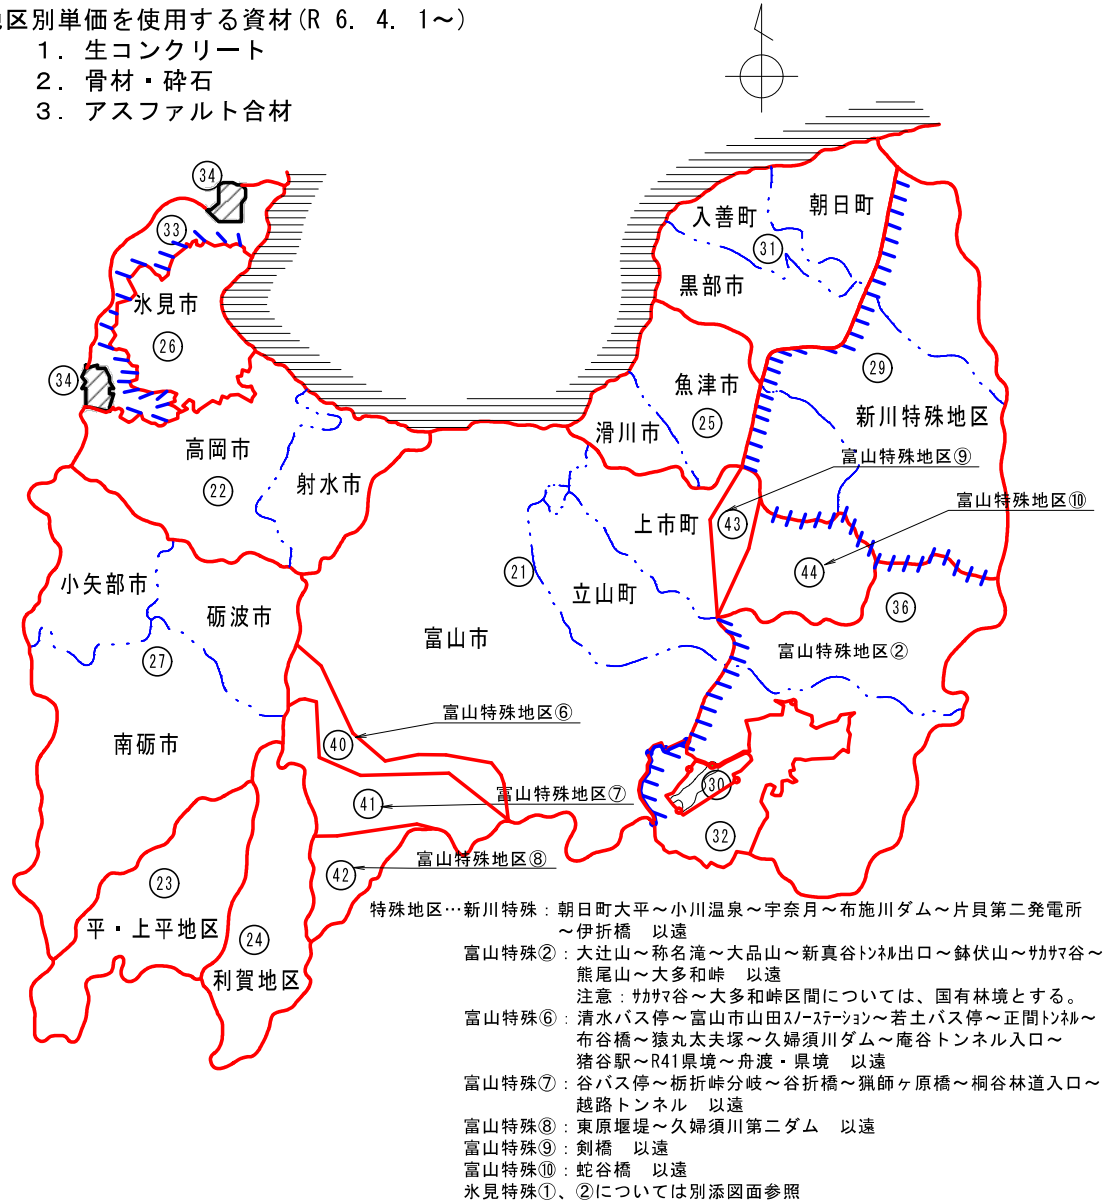 区別単価を使用する資材(R 6. 4. 1～)
1. 生コンクリート
2. 骨材・砕石
3. アスファルト合材
34
33
氷見市
26
34
入善町
朝日町
31
黒部市
29
魚津市
25
新川特殊地区
滑川市
高岡市
22
射水市
富山特殊地区⑨
富山特殊地区⑩
上市町
43
44
21
立山町
36
小矢部市
砺波市
27
富山市
富山特殊地区②
南砺市
富山特殊地区⑥
40
30
41
富山特殊地区⑦
32
42
富山特殊地区⑧
23
平・上平地区
24
利賀地区
特殊地区…新川特殊：朝日町大平～小川温泉～宇奈月～布施川ダム～片貝第二発電所
～伊折橋　以遠
富山特殊②：大辻山～称名滝～大品山～新真谷ﾄﾝﾈﾙ出口～鉢伏山～ｻｶｻﾏ谷～
熊尾山～大多和峠　以遠
注意：ｻｶｻﾏ谷～大多和峠区間については、国有林境とする。
富山特殊⑥：清水バス停～富山市山田ｽﾉｰｽﾃｰｼｮﾝ～若土バス停～正間ﾄﾝﾈﾙ～
布谷橋～猿丸太夫塚～久婦須川ダム～庵谷トンネル入口～
猪谷駅～R41県境～舟渡・県境　以遠
富山特殊⑦：谷バス停～栃折峠分岐～谷折橋～猟師ヶ原橋～桐谷林道入口～
越路トンネル　以遠
富山特殊⑧：東原堰堤～久婦須川第二ダム　以遠
富山特殊⑨：剣橋　以遠
富山特殊⑩：蛇谷橋　以遠
氷見特殊①、②については別添図面参照